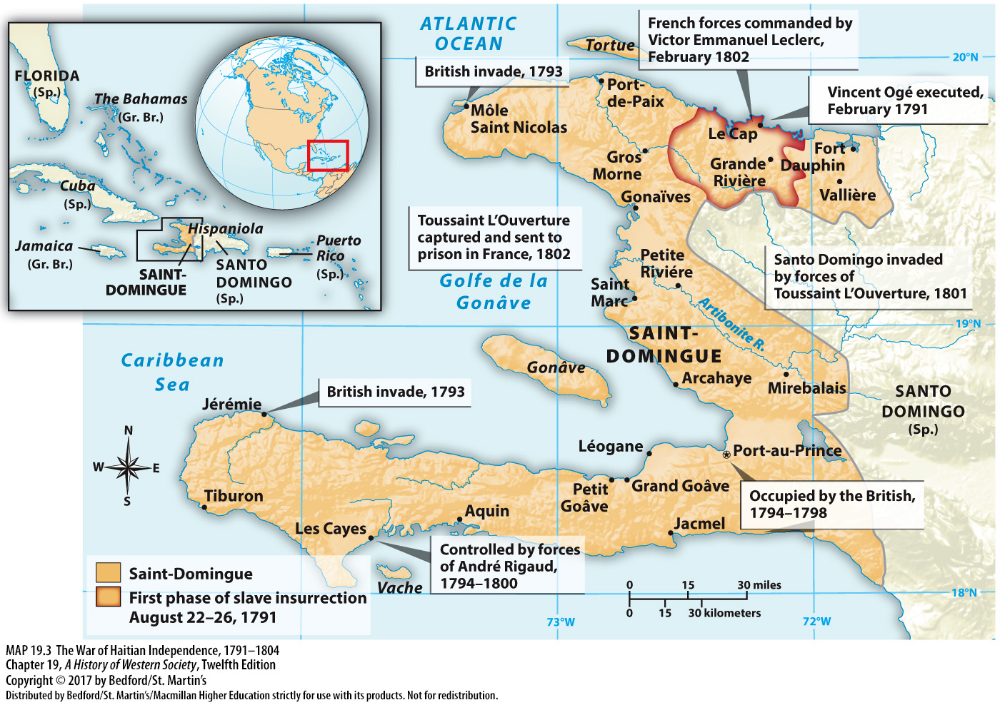 ATLANTIC
OCEAN
Tortue
French forces commanded by
Victor Emmanuel Leclerc,
February 1802
20°N
British invade, 1793
Vincent Ogé executed,
February 1791
Port-
de-Paix
Môle
Saint Nicolas
Le Cap
Gros
Morne
Grande
Rivière
Fort
Dauphin
Vallière
Gonaïves
FLORIDA
(Sp.)
The Bahamas
(Gr. Br.)
Cuba
(Sp.)
Hispaniola
Jamaica
(Gr. Br.)
Puerto
Rico
(Sp.)
SAINT-
DOMINGUE
SANTO
DOMINGO
(Sp.)
Toussaint L’Ouverture
captured and sent to
prison in France, 1802
Golfe de la
Gonâve
Petite
Riviére
Saint
Marc
Santo Domingo invaded
by forces of
Toussaint L’Ouverture, 1801
Artibonite R.
19°N
SAINT-
DOMINGUE
Caribbean
Sea
Gonâve
Arcahaye
Mirebalais
SANTO
DOMINGO
(Sp.)
British invade, 1793
Jérémie
N
W
E
S
Léogane
Port-au-Prince
Tiburon
Petit
Goâve
Grand Goâve
Occupied by the British,
1794–1798
Aquin
Les Cayes
Jacmel
Controlled by forces
of André Rigaud,
1794–1800
Vache
Saint-Domingue
First phase of slave insurrection
August 22–26, 1791
0 15 30 miles
0 15 30 kilometers
18°N
73°W
72°W
MAP 19.3 The War of Haitian Independence, 1791–1804
Chapter 19, A History of Western Society, Twelfth Edition
Copyright © 2017 by Bedford/St. Martin’s
Distributed by Bedford/St. Martin’s/Macmillan Higher Education strictly for use with its products. Not for redistribution.